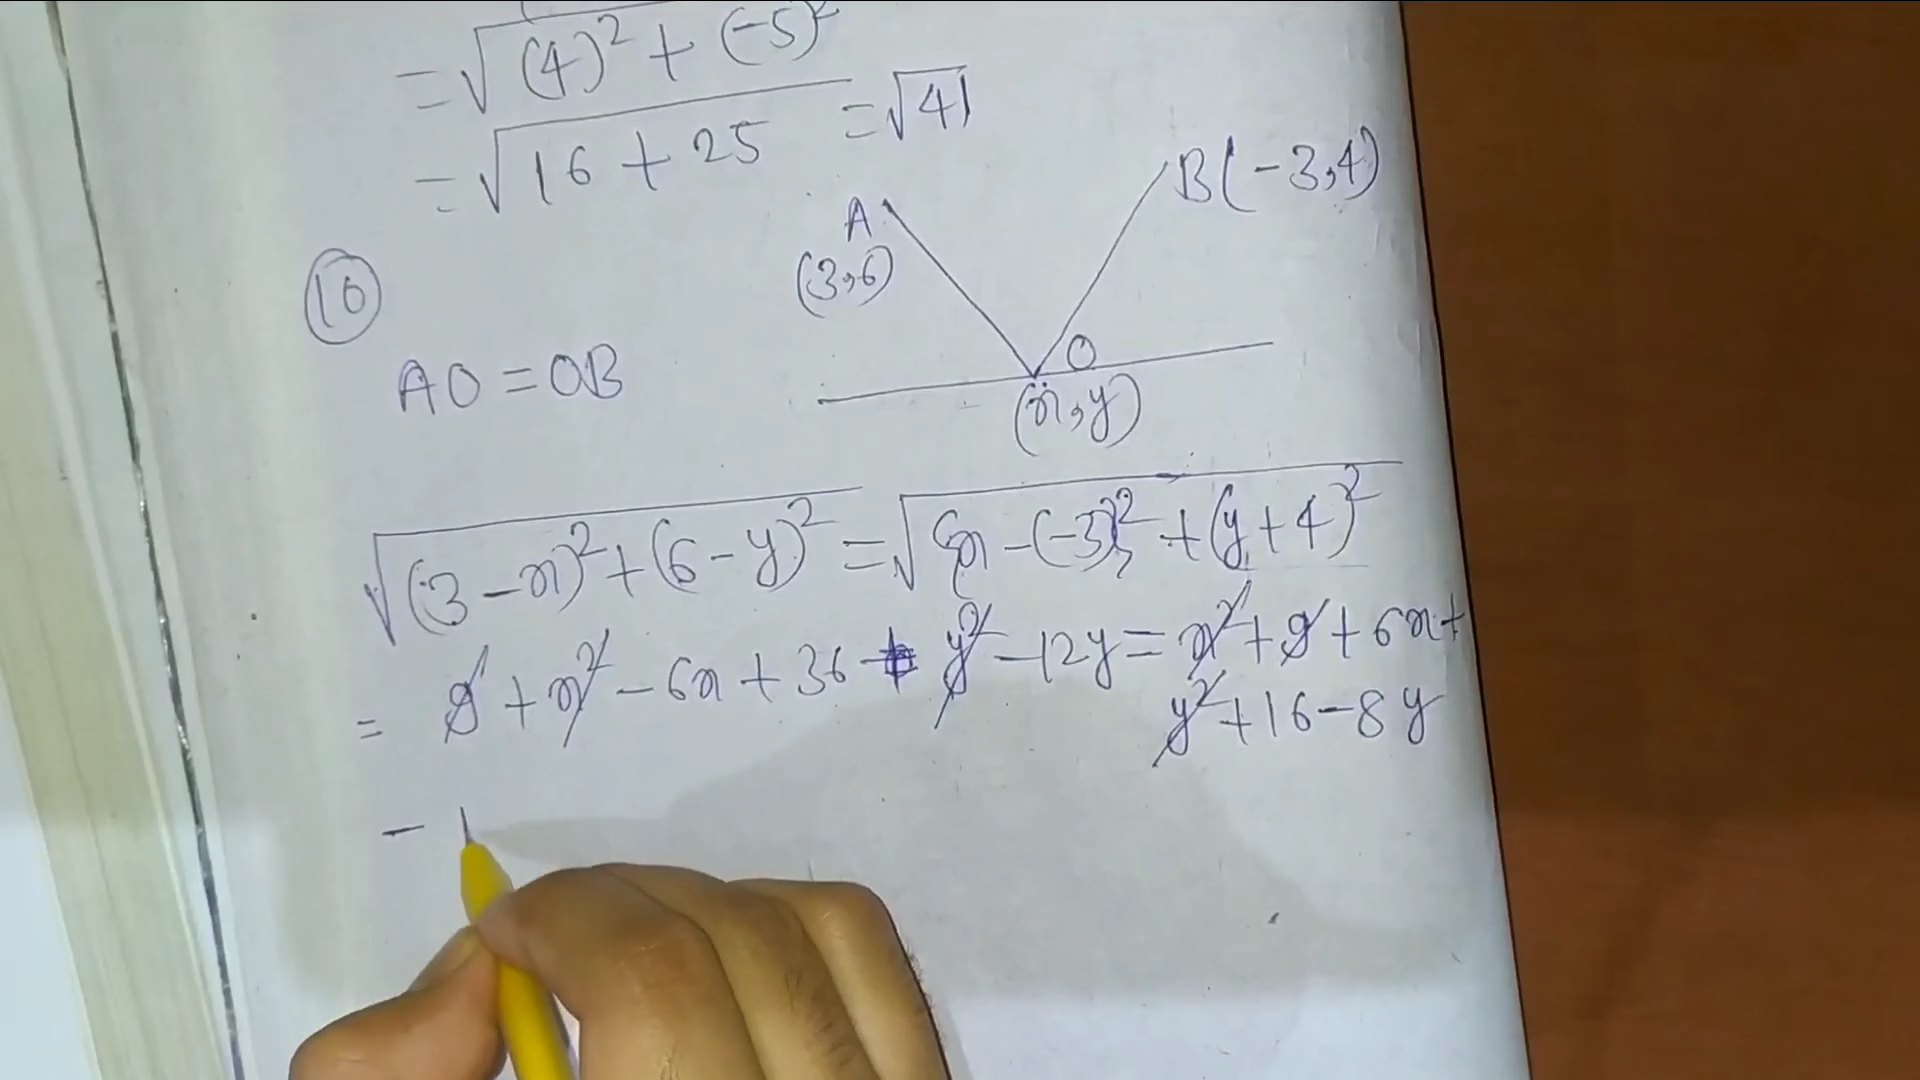 = √(4)² + (-5)²
= √16 + 25 = √41
B(-3,4)
A
(3,6)
(10)
O
AO = OB
(x,y)
√(3-x)² + (6-y)² = √{x-(-3)}² + (y+4)²
= 9 + x² - 6x + 36 + y² - 12y = x² + 9 + 6x +
y² + 16 - 8y
-